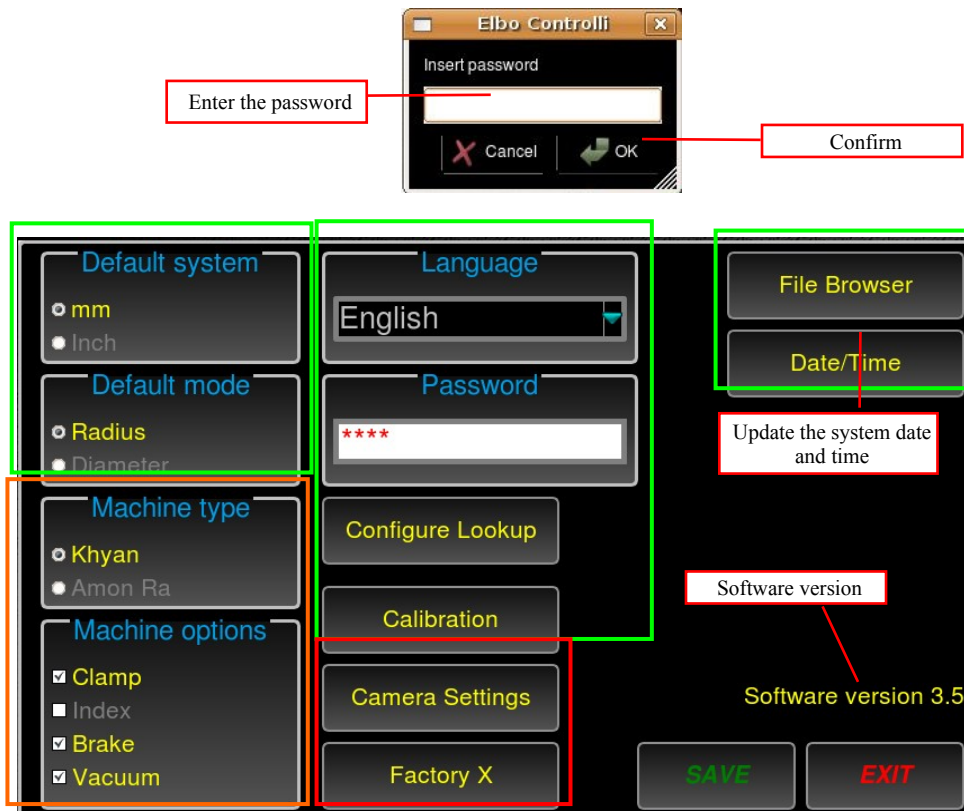 Elbo Controlli
Insert password
Enter the password
Cancel
OK
Confirm
Default system
mm
Inch
Default mode
Radius
Diameter
Machine type
Khyan
Amon Ra
Machine options
Clamp
Index
Brake
Vacuum
Language
English
Password
****
Configure Lookup
Calibration
Camera Settings
Factory X
File Browser
Date/Time
Update the system date
and time
Software version
Software version 3.5
SAVE
EXIT